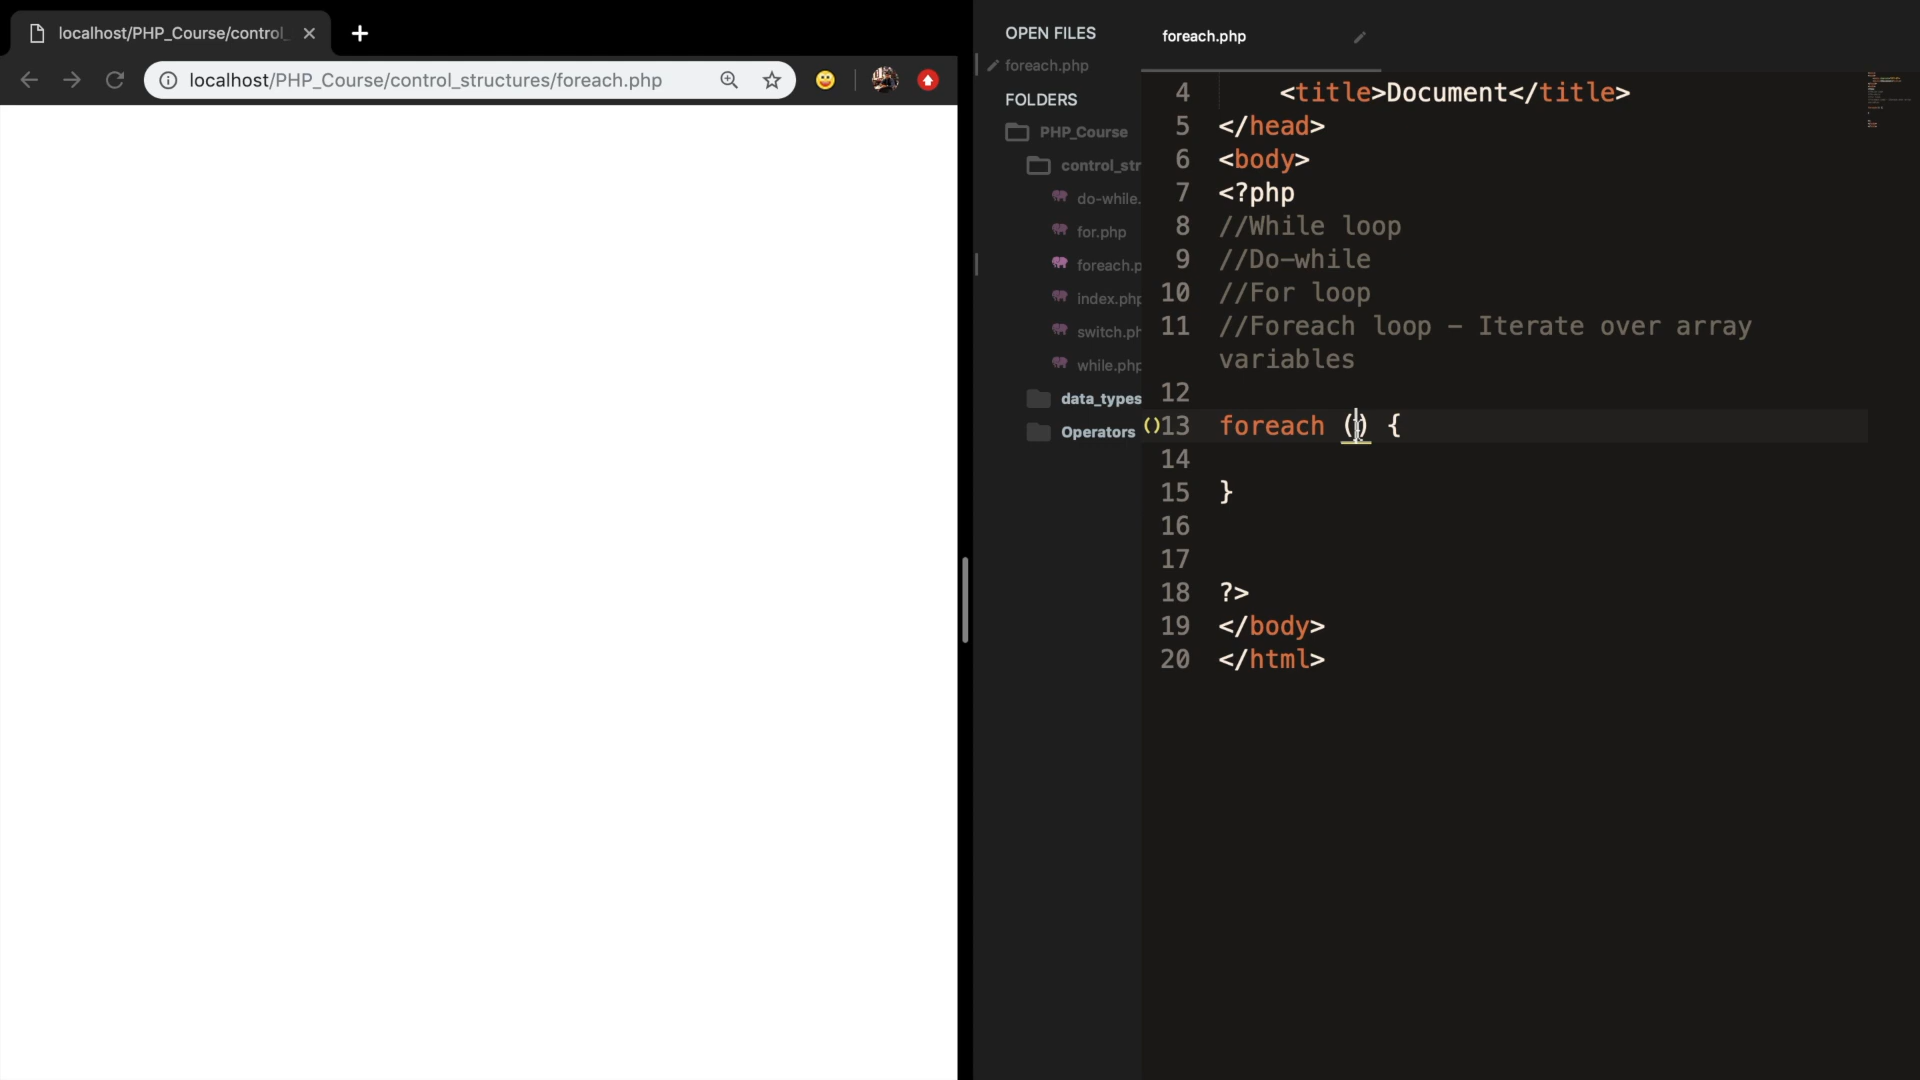 localhost/PHP_Course/control_
localhost/PHP_Course/control_structures/foreach.php
OPEN FILES
foreach.php
FOLDERS
PHP_Course
control_str
do-while.
for.php
foreach.p
index.php
switch.ph
while.php
data_types
Operators
foreach.php
4 <title>Document</title>
5 </head>
6 <body>
7 <?php
8 //While loop
9 //Do-while
10 //For loop
11 //Foreach loop - Iterate over array
variables
12
()13 foreach () {
14
15 }
16
17
18 ?>
19 </body>
20 </html>